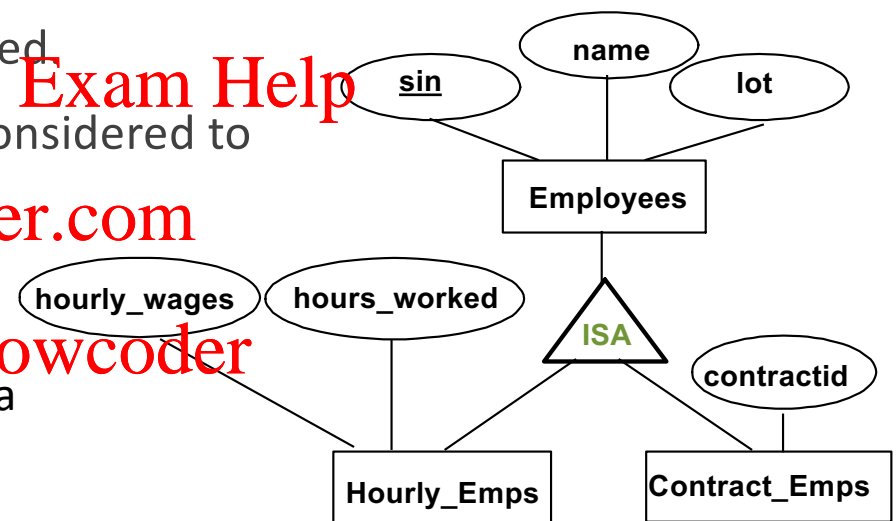 ed
Exam Help
onsidered to
er.com
owcoder
a
name
sin
lot
Employees
hourly_wages
hours_worked
ISA
contractid
Hourly_Emps
Contract_Emps